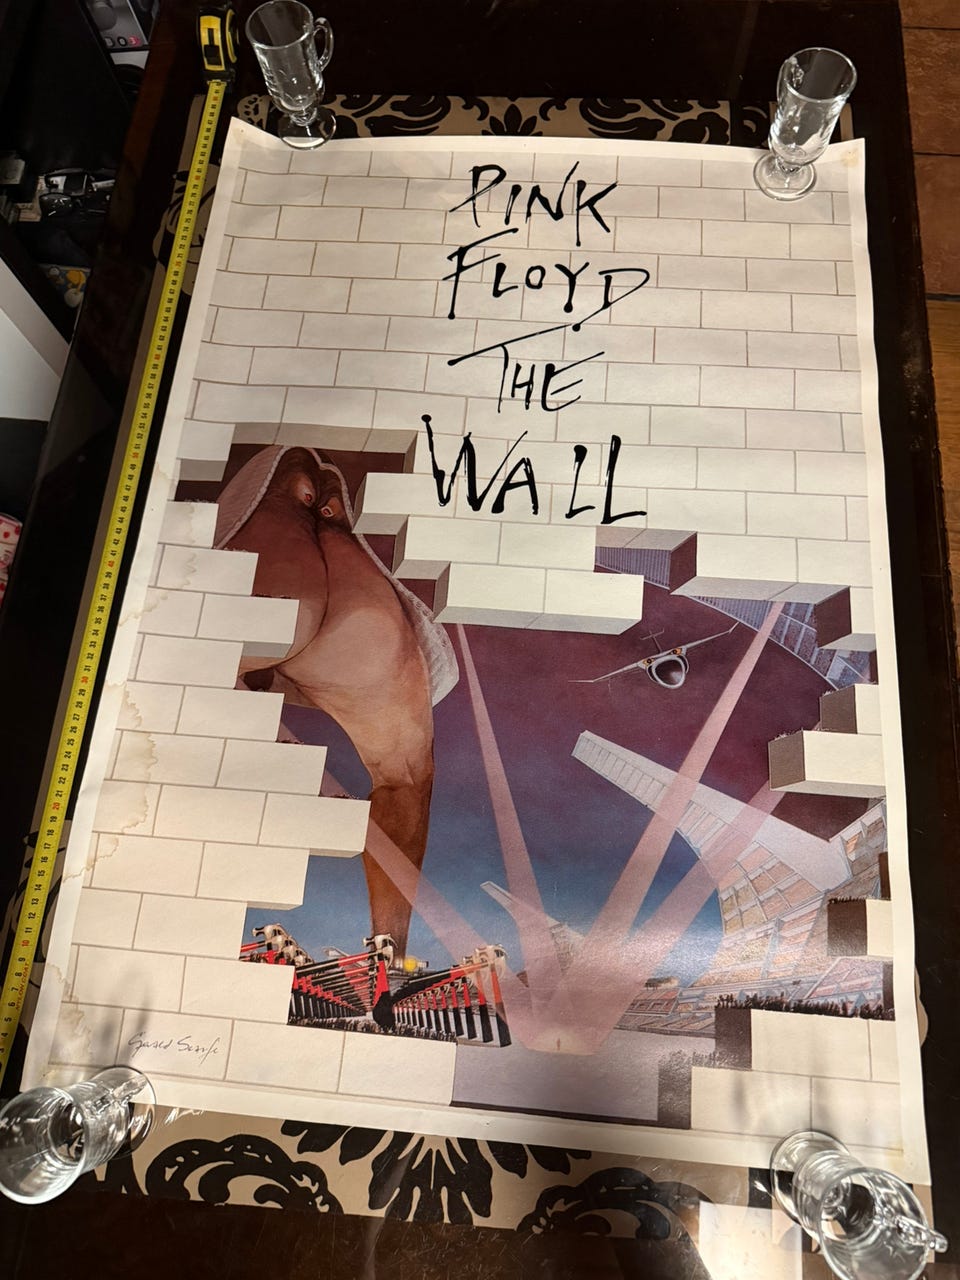 PINK
FLOYD
THE
WALL
Gerald Scarfe